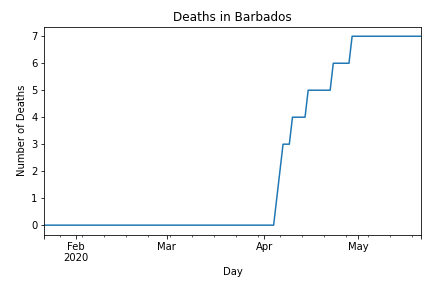 Deaths in Barbados
Number of Deaths
7
6
5
4
3
2
1
0
Feb
2020
Mar
Apr
May
Day